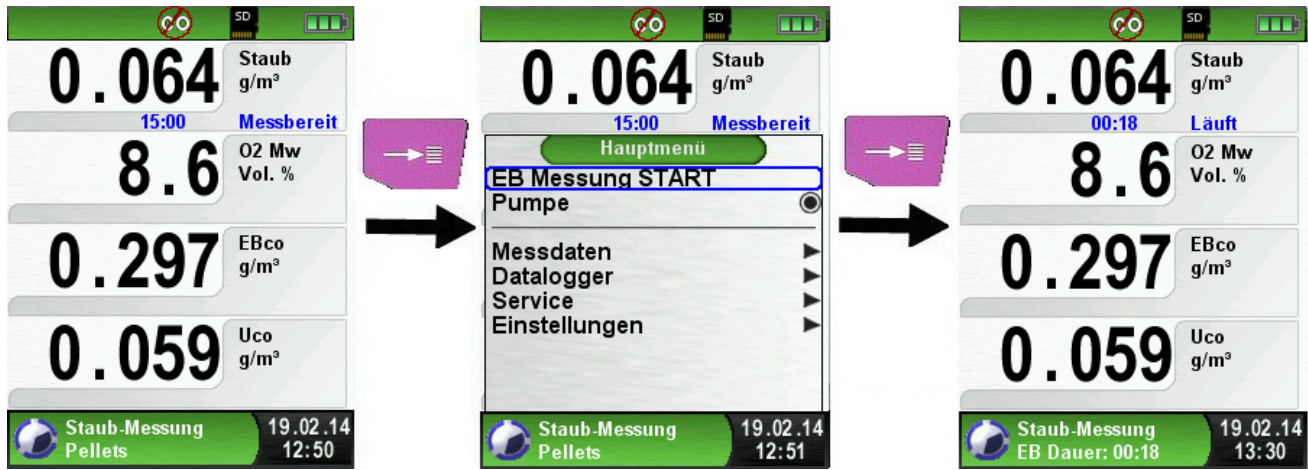 SD
0.064
Staub
g/m³
15:00 Messbereit
8.6
O2 Mw
Vol. %
0.297
EBco
g/m³
0.059
Uco
g/m³
Staub-Messung
Pellets
19.02.14
12:50
SD
0.064
Staub
g/m³
15:00 Messbereit
Hauptmenü
EB Messung START
Pumpe
Messdaten
Datalogger
Service
Einstellungen
Staub-Messung
Pellets
19.02.14
12:51
SD
0.064
Staub
g/m³
00:18 Läuft
8.6
O2 Mw
Vol. %
0.297
EBco
g/m³
0.059
Uco
g/m³
Staub-Messung
EB Dauer: 00:18
19.02.14
13:30